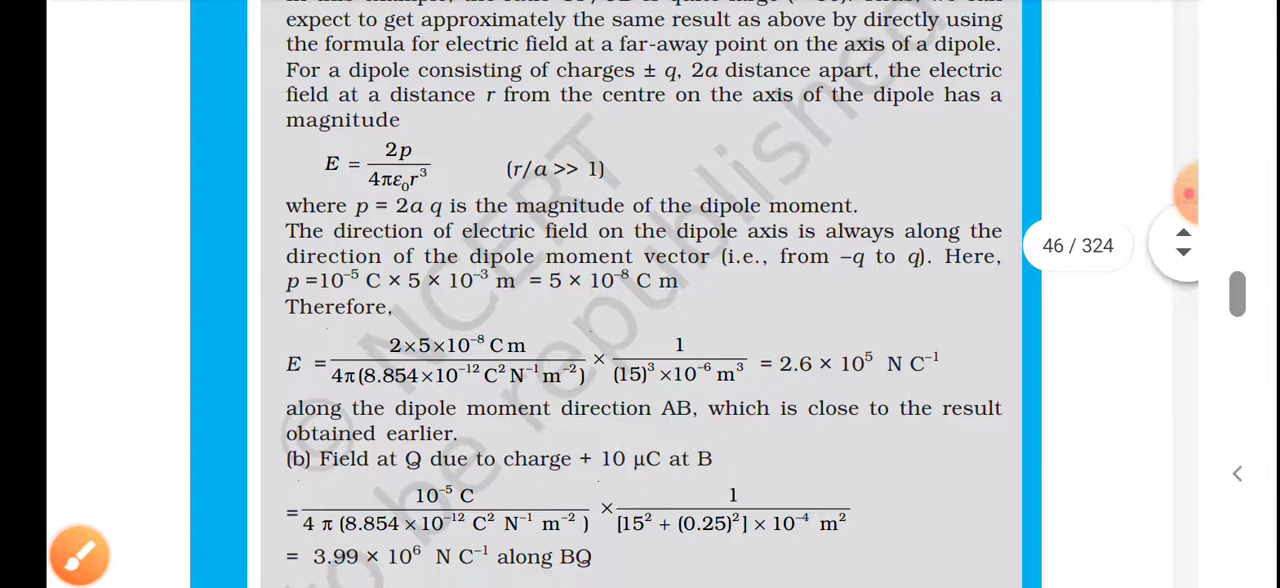 expect to get approximately the same result as above by directly using
the formula for electric field at a far-away point on the axis of a dipole.
For a dipole consisting of charges ± q, 2a distance apart, the electric
field at a distance r from the centre on the axis of the dipole has a
magnitude
E = 2p / 4πε₀r³ (r/a >> 1)
where p = 2a q is the magnitude of the dipole moment.
The direction of electric field on the dipole axis is always along the
direction of the dipole moment vector (i.e., from –q to q). Here,
p =10⁻⁵ C × 5 × 10⁻³ m = 5 × 10⁻⁸ C m
Therefore,
E = 2×5×10⁻⁸ C m / 4π(8.854×10⁻¹² C² N⁻¹ m⁻²) × 1 / (15)³ ×10⁻⁶ m³ = 2.6 × 10⁵ N C⁻¹
along the dipole moment direction AB, which is close to the result
obtained earlier.
(b) Field at Q due to charge + 10 µC at B
= 10⁻⁵ C / 4 π (8.854 × 10⁻¹² C² N⁻¹ m⁻²) × 1 / [15² + (0.25)²] × 10⁻⁴ m²
= 3.99 × 10⁶ N C⁻¹ along BQ
46 / 324
© NCERT
to be republished